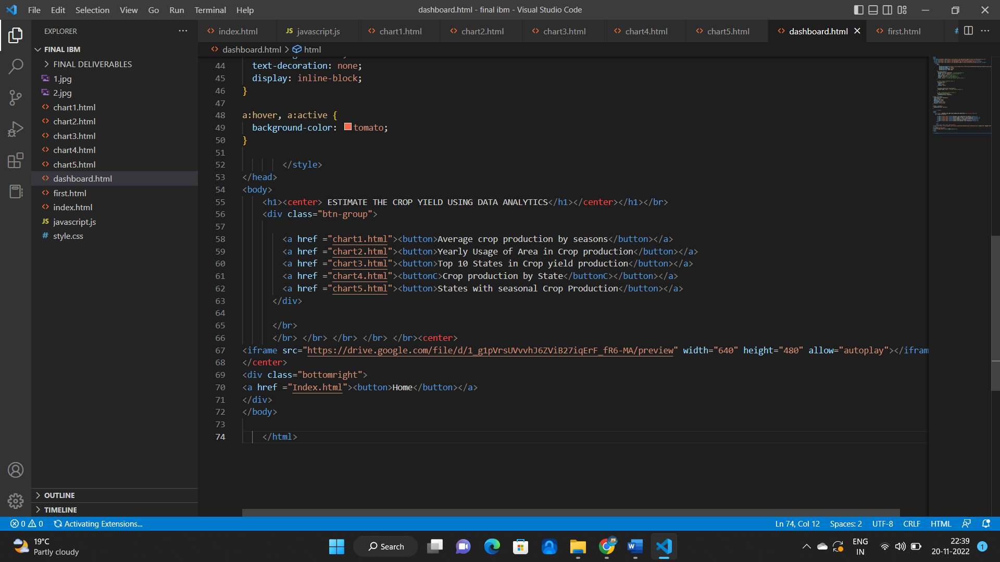 File Edit Selection View Go Run Terminal Help
dashboard.html - final ibm - Visual Studio Code
EXPLORER
FINAL IBM
FINAL DELIVERABLES
1.jpg
2.jpg
chart1.html
chart2.html
chart3.html
chart4.html
chart5.html
dashboard.html
first.html
index.html
JS javascript.js
# style.css
OUTLINE
TIMELINE
index.html JS javascript.js chart1.html chart2.html chart3.html chart4.html chart5.html dashboard.html first.html #
dashboard.html > html
44 text-decoration: none;
45 display: inline-block;
46 }
47
48 a:hover, a:active {
49 background-color: tomato;
50 }
51
52 </style>
53 </head>
54 <body>
55 <h1><center> ESTIMATE THE CROP YIELD USING DATA ANALYTICS</h1></center></h1></br>
56 <div class="btn-group">
57
58 <a href ="chart1.html"><button>Average crop production by seasons</button></a>
59 <a href ="chart2.html"><button>Yearly Usage of Area in Crop production</button></a>
60 <a href ="chart3.html"><button>Top 10 States in Crop yield production</button></a>
61 <a href ="chart4.html"><buttonC>Crop production by State</buttonC></button></a>
62 <a href ="chart5.html"><button>States with seasonal Crop Production</button></a>
63 </div>
64
65 </br>
66 </br> </br> </br> </br> </br><center>
67 <iframe src="https://drive.google.com/file/d/1_g1pVrsUVvvhJ6ZViB27iqErF_fR6-MA/preview" width="640" height="480" allow="autoplay"></ifram
68 </center>
69 <div class="bottomright">
70 <a href ="Index.html"><button>Home</button></a>
71 </div>
72 </body>
73
74 </html>
0 0 Activating Extensions...
Ln 74, Col 12 Spaces: 2 UTF-8 CRLF HTML
19°C
Partly cloudy
Search
ENG
IN
22:39
20-11-2022
1